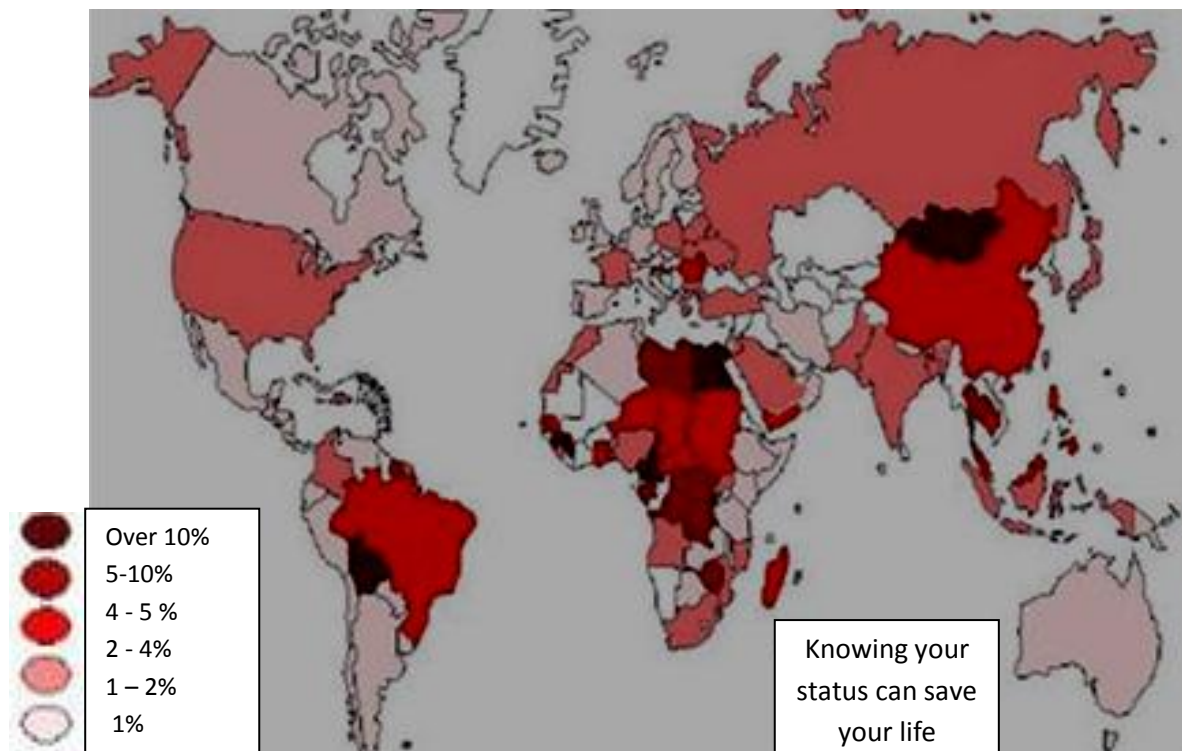 Over 10%
5-10%
4 - 5 %
2 - 4%
1 – 2%
1%
Knowing your
status can save
your life